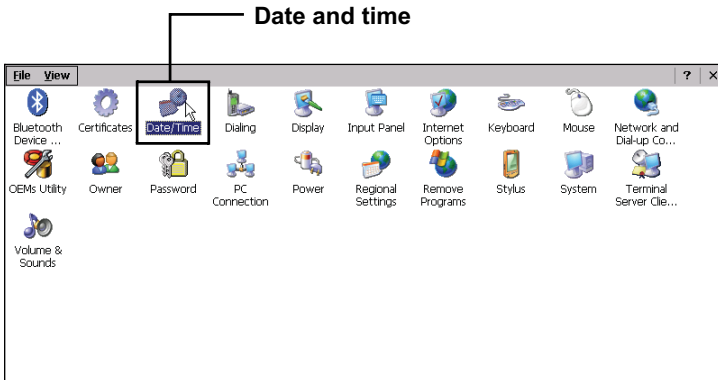 Date and time
File View ? ×
Bluetooth Device ...
Certificates
Date/Time
Dialing
Display
Input Panel
Internet Options
Keyboard
Mouse
Network and Dial-up Co...
OEMs Utility
Owner
Password
PC Connection
Power
Regional Settings
Remove Programs
Stylus
System
Terminal Server Clie...
Volume & Sounds